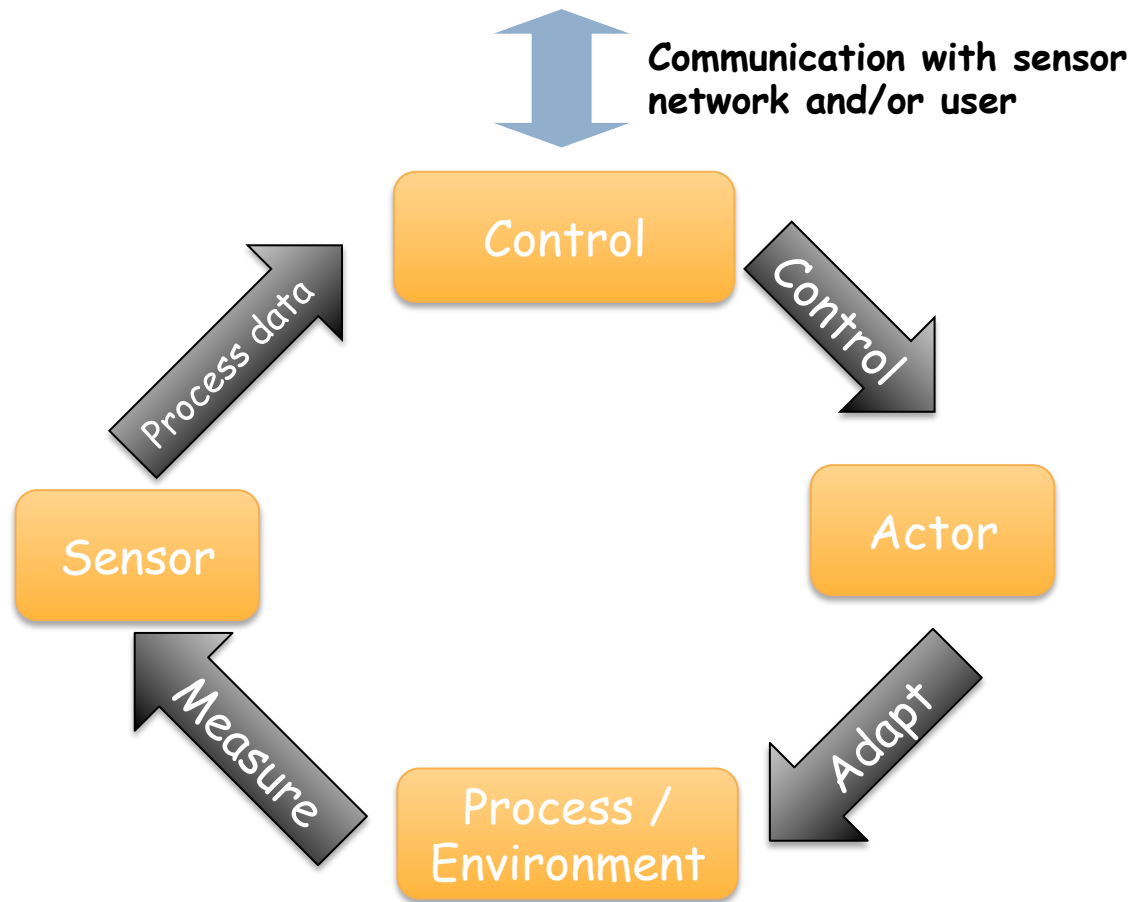 Communication with sensor
network and/or user
Control
Control
Process data
Actor
Sensor
Adapt
Measure
Process /
Environment